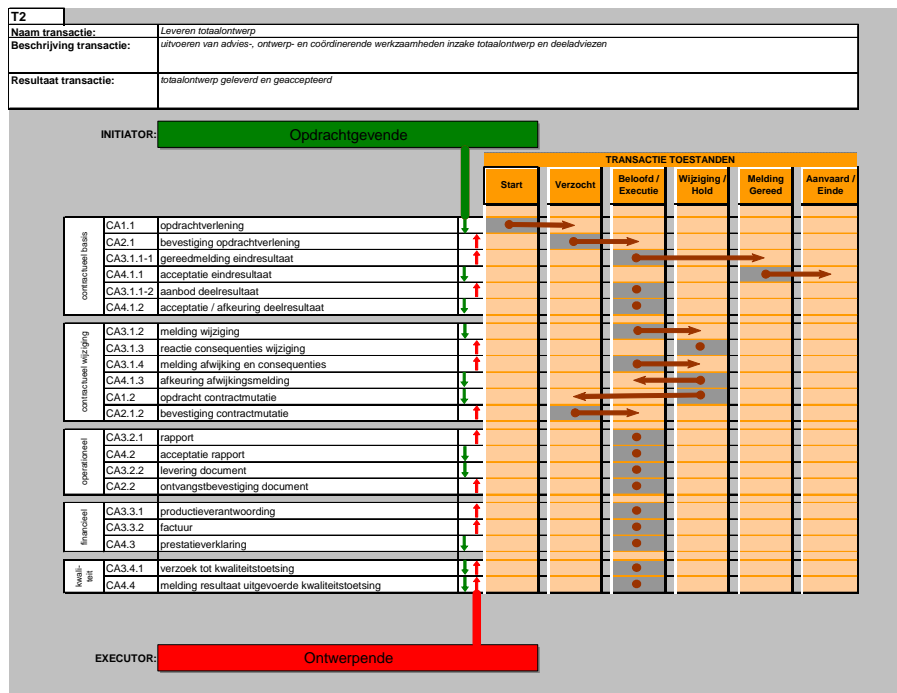 T2
Naam transactie: Leveren totaalontwerp
Beschrijving transactie: uitvoeren van advies-, ontwerp- en coördinerende werkzaamheden inzake totaalontwerp en deeladviezen
Resultaat transactie: totaalontwerp geleverd en geaccepteerd
INITIATOR: Opdrachtgevende
TRANSACTIE TOESTANDEN
Start
Verzocht
Beloofd /
Executie
Wijziging /
Hold
Melding
Gereed
Aanvaard /
Einde
contractueel basis
CA1.1 opdrachtverlening
CA2.1 bevestiging opdrachtverlening
CA3.1.1-1 gereedmelding eindresultaat
CA4.1.1 acceptatie eindresultaat
CA3.1.1-2 aanbod deelresultaat
CA4.1.2 acceptatie / afkeuring deelresultaat
contractueel wijziging
CA3.1.2 melding wijziging
CA3.1.3 reactie consequenties wijziging
CA3.1.4 melding afwijking en consequenties
CA4.1.3 afkeuring afwijkingsmelding
CA1.2 opdracht contractmutatie
CA2.1.2 bevestiging contractmutatie
operationeel
CA3.2.1 rapport
CA4.2 acceptatie rapport
CA3.2.2 levering document
CA2.2 ontvangstbevestiging document
financieel
CA3.3.1 productieverantwoording
CA3.3.2 factuur
CA4.3 prestatieverklaring
kwali-
teit
CA3.4.1 verzoek tot kwaliteitstoetsing
CA4.4 melding resultaat uitgevoerde kwaliteitstoetsing
EXECUTOR: Ontwerpende